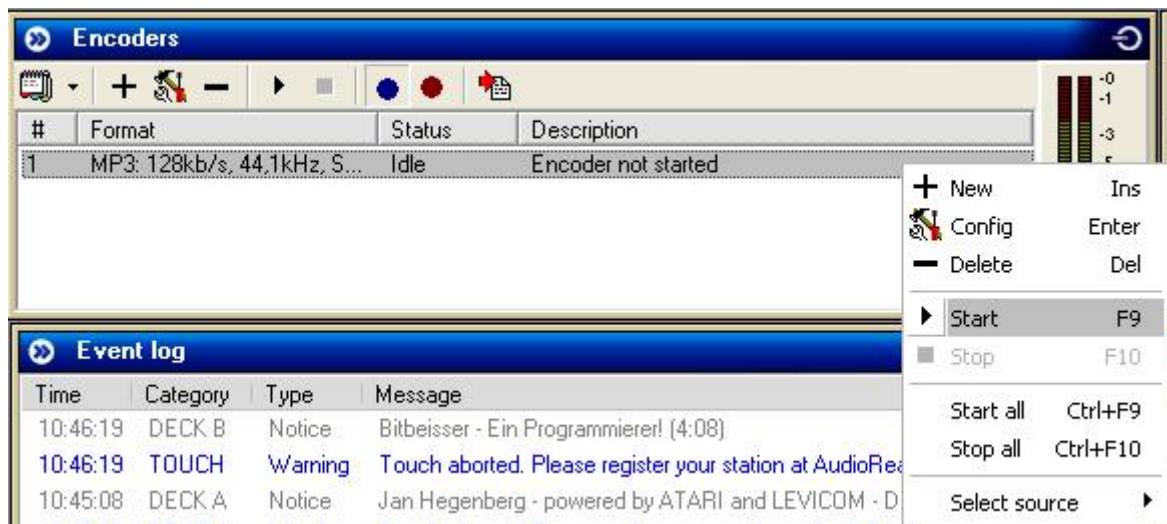 Encoders
-0
-1
# Format Status Description
-3
1 MP3: 128kb/s, 44,1kHz, S... Idle Encoder not started
New Ins
Config Enter
Delete Del
Start F9
Stop F10
Start all Ctrl+F9
Stop all Ctrl+F10
Select source
Event log
Time Category Type Message
10:46:19 DECK B Notice Bitbeisser - Ein Programmierer! (4:08)
10:46:19 TOUCH Warning Touch aborted. Please register your station at AudioRea
10:45:08 DECK A Notice Jan Hegenberg - powered by ATARI and LEVICOM - D